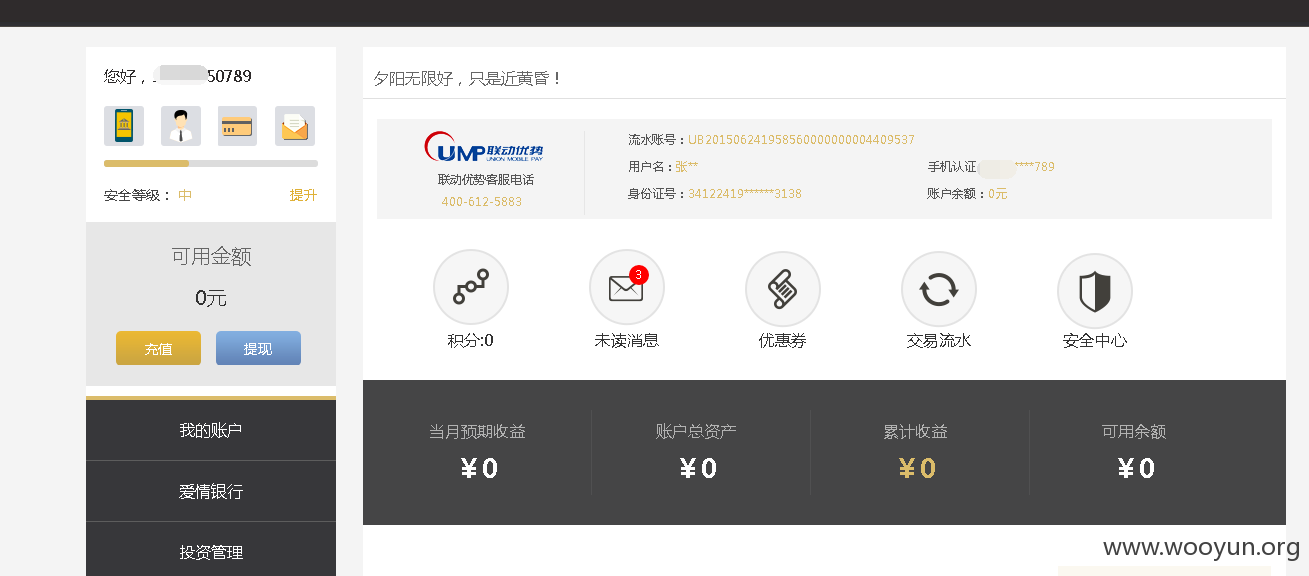 您好，50789
安全等级： 中 提升
可用金额
0元
充值 提现
我的账户
爱情银行
投资管理
夕阳无限好，只是近黄昏！
UMP联动优势
UNION MOBILE PAY
联动优势客服电话
400-612-5883
流水账号：UB201506241958560000000004409537
用户名：张**
手机认证 ****789
身份证号：34122419******3138
账户余额：0元
3
积分:0 未读消息 优惠券 交易流水 安全中心
当月预期收益 账户总资产 累计收益 可用余额
¥0 ¥0 ¥0 ¥0
www.wooyun.org